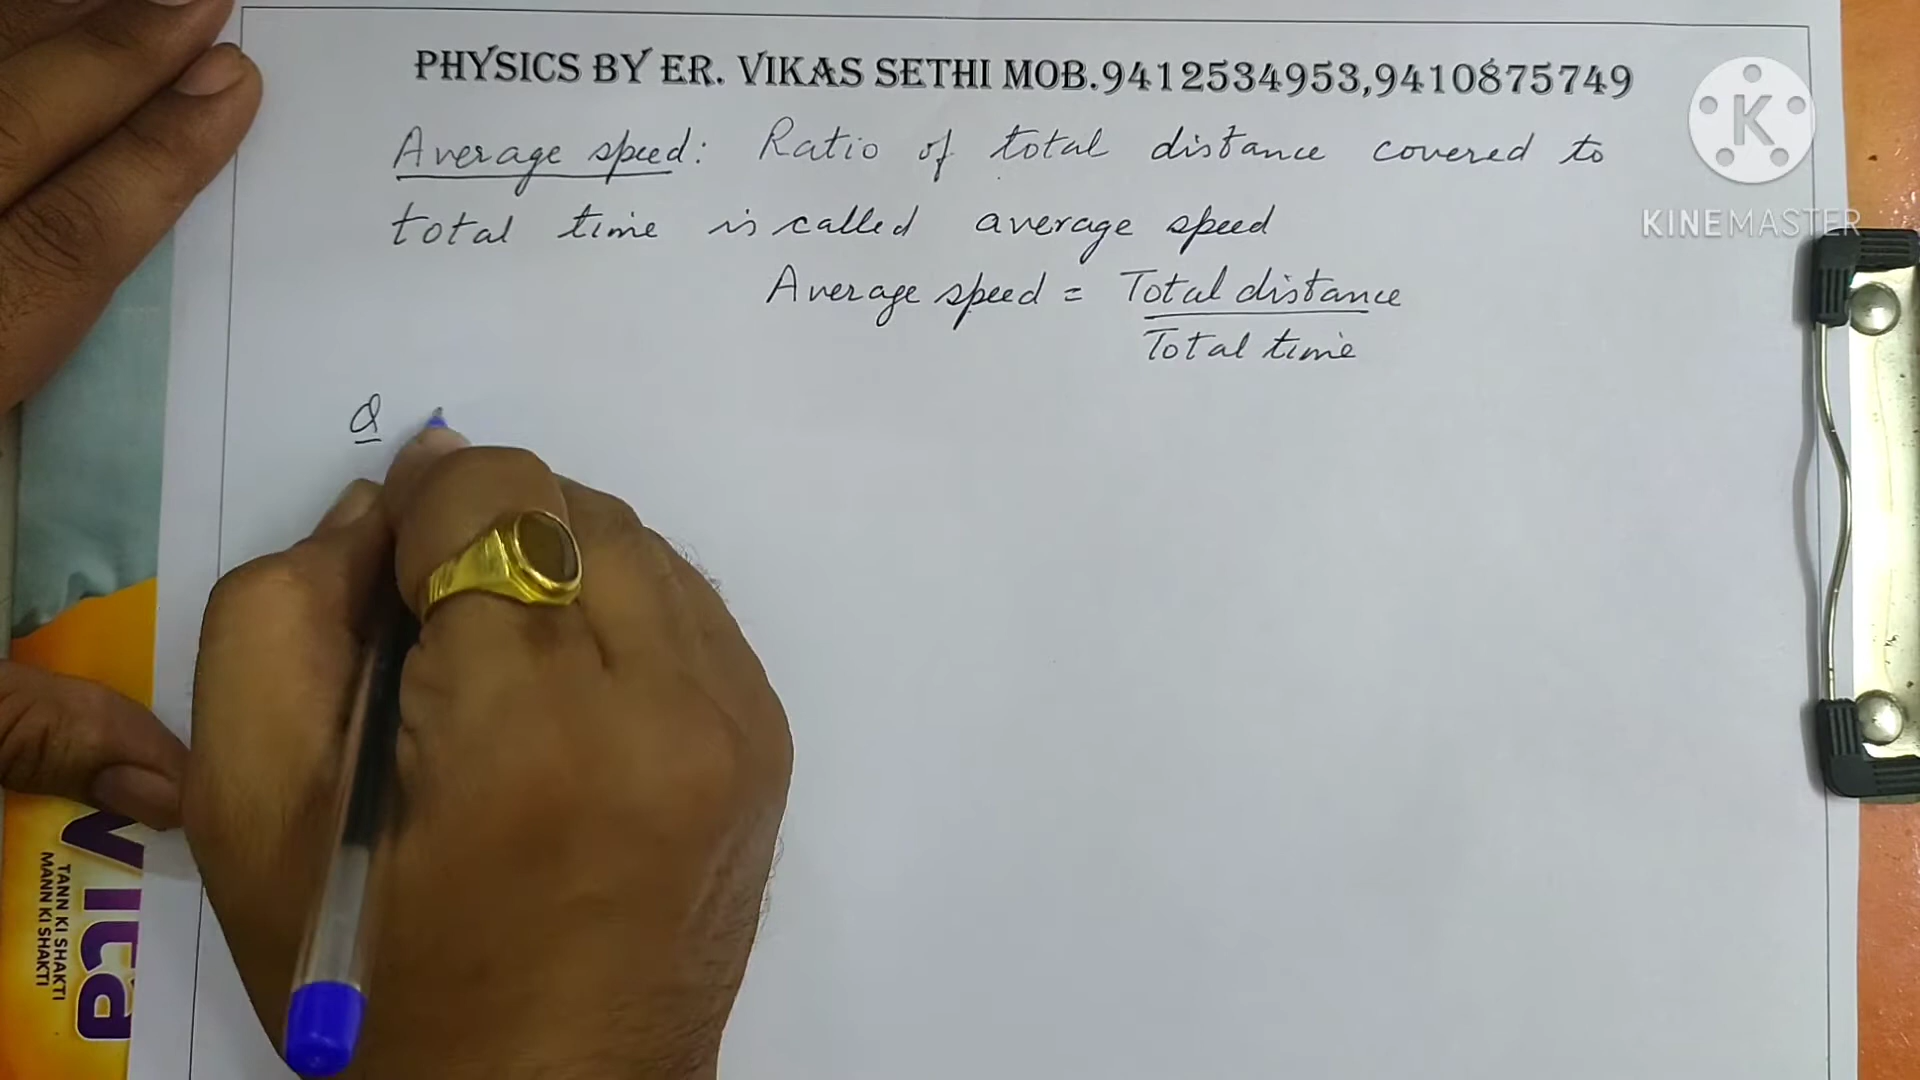 PHYSICS BY ER. VIKAS SETHI MOB.9412534953,9410875749
K
KINEMASTER
Average speed: Ratio of total distance covered to
total time is called average speed
Average speed = Total distance
Total time
Q
Vita
TANN KI SHAKTI
MANN KI SHAKTI